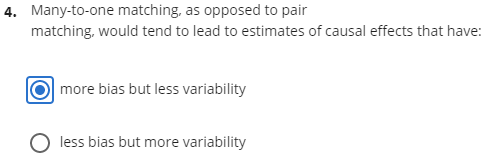 4. Many-to-one matching, as opposed to pair
matching, would tend to lead to estimates of causal effects that have:
more bias but less variability
less bias but more variability